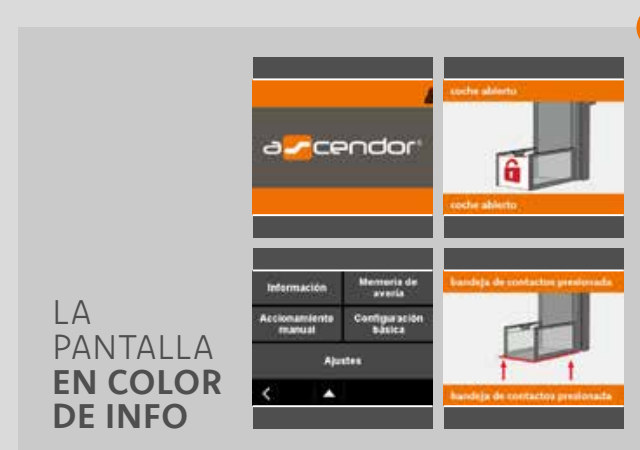 LA
PANTALLA
EN COLOR
DE INFO
ascendor
coche abierto
coche abierto
Información
Memoria de
avería
Accionamiento
manual
Configuración
básica
Ajustes
bandeja de contactos presionada
bandeja de contactos presionada